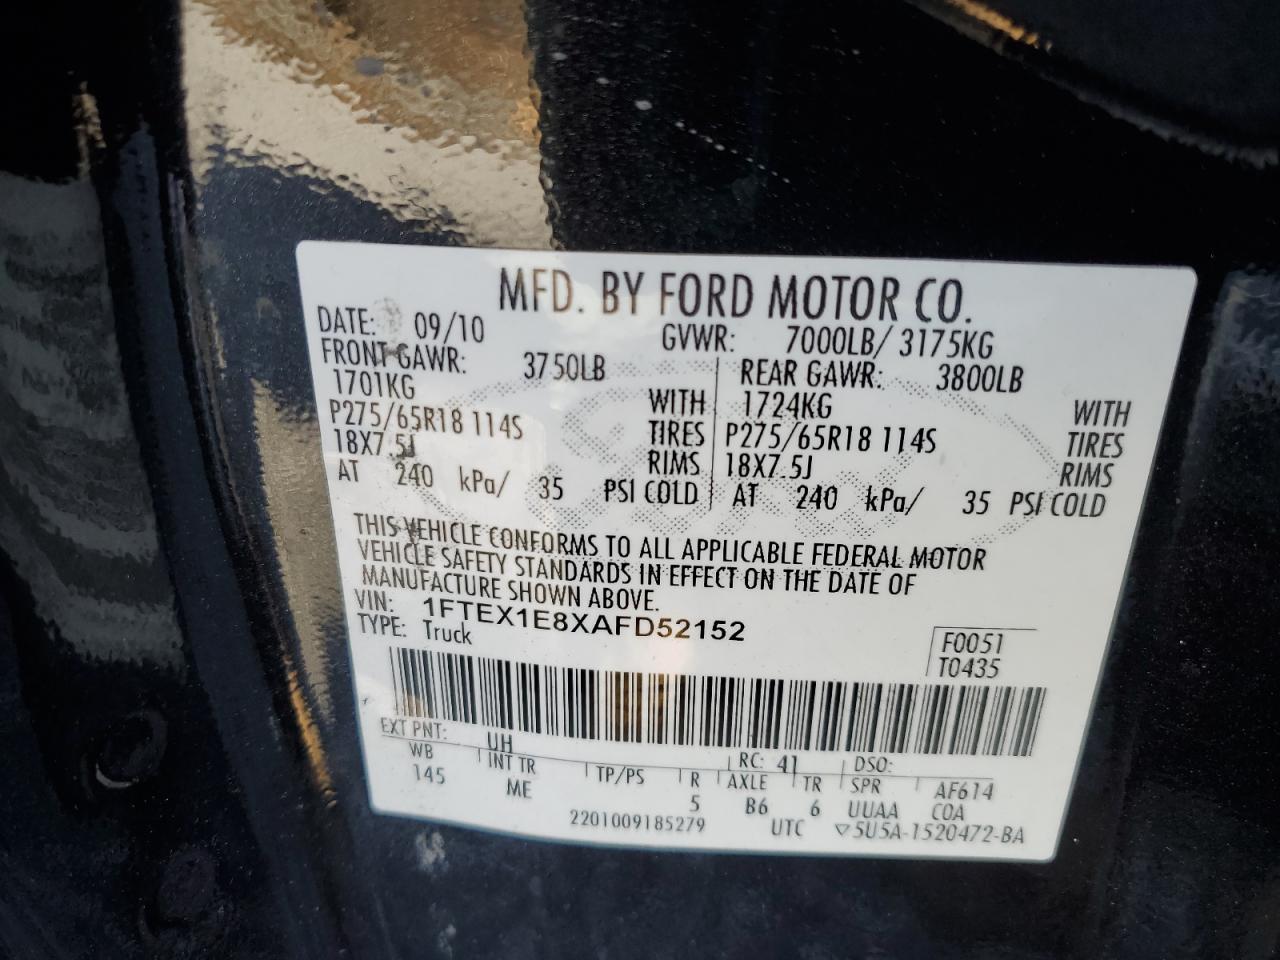 MFD. BY FORD MOTOR CO.
DATE: 09/10 GVWR: 7000LB/ 3175KG
FRONT GAWR: 3750LB REAR GAWR: 3800LB
1701KG WITH 1724KG WITH
P275/65R18 114S TIRES P275/65R18 114S TIRES
18X7.5J RIMS 18X7.5J RIMS
AT 240 kPa/ 35 PSI COLD AT 240 kPa/ 35 PSI COLD
THIS VEHICLE CONFORMS TO ALL APPLICABLE FEDERAL MOTOR
VEHICLE SAFETY STANDARDS IN EFFECT ON THE DATE OF
MANUFACTURE SHOWN ABOVE.
VIN: 1FTEX1E8XAFD52152
TYPE: Truck
F0051
T0435
EXT PNT: UH RC: 41 DSO:
WB INT TR TP/PS R AXLE TR SPR AF614
145 ME 5 B6 6 UUAA COA
2201009185279 UTC ▽5U5A-1520472-BA